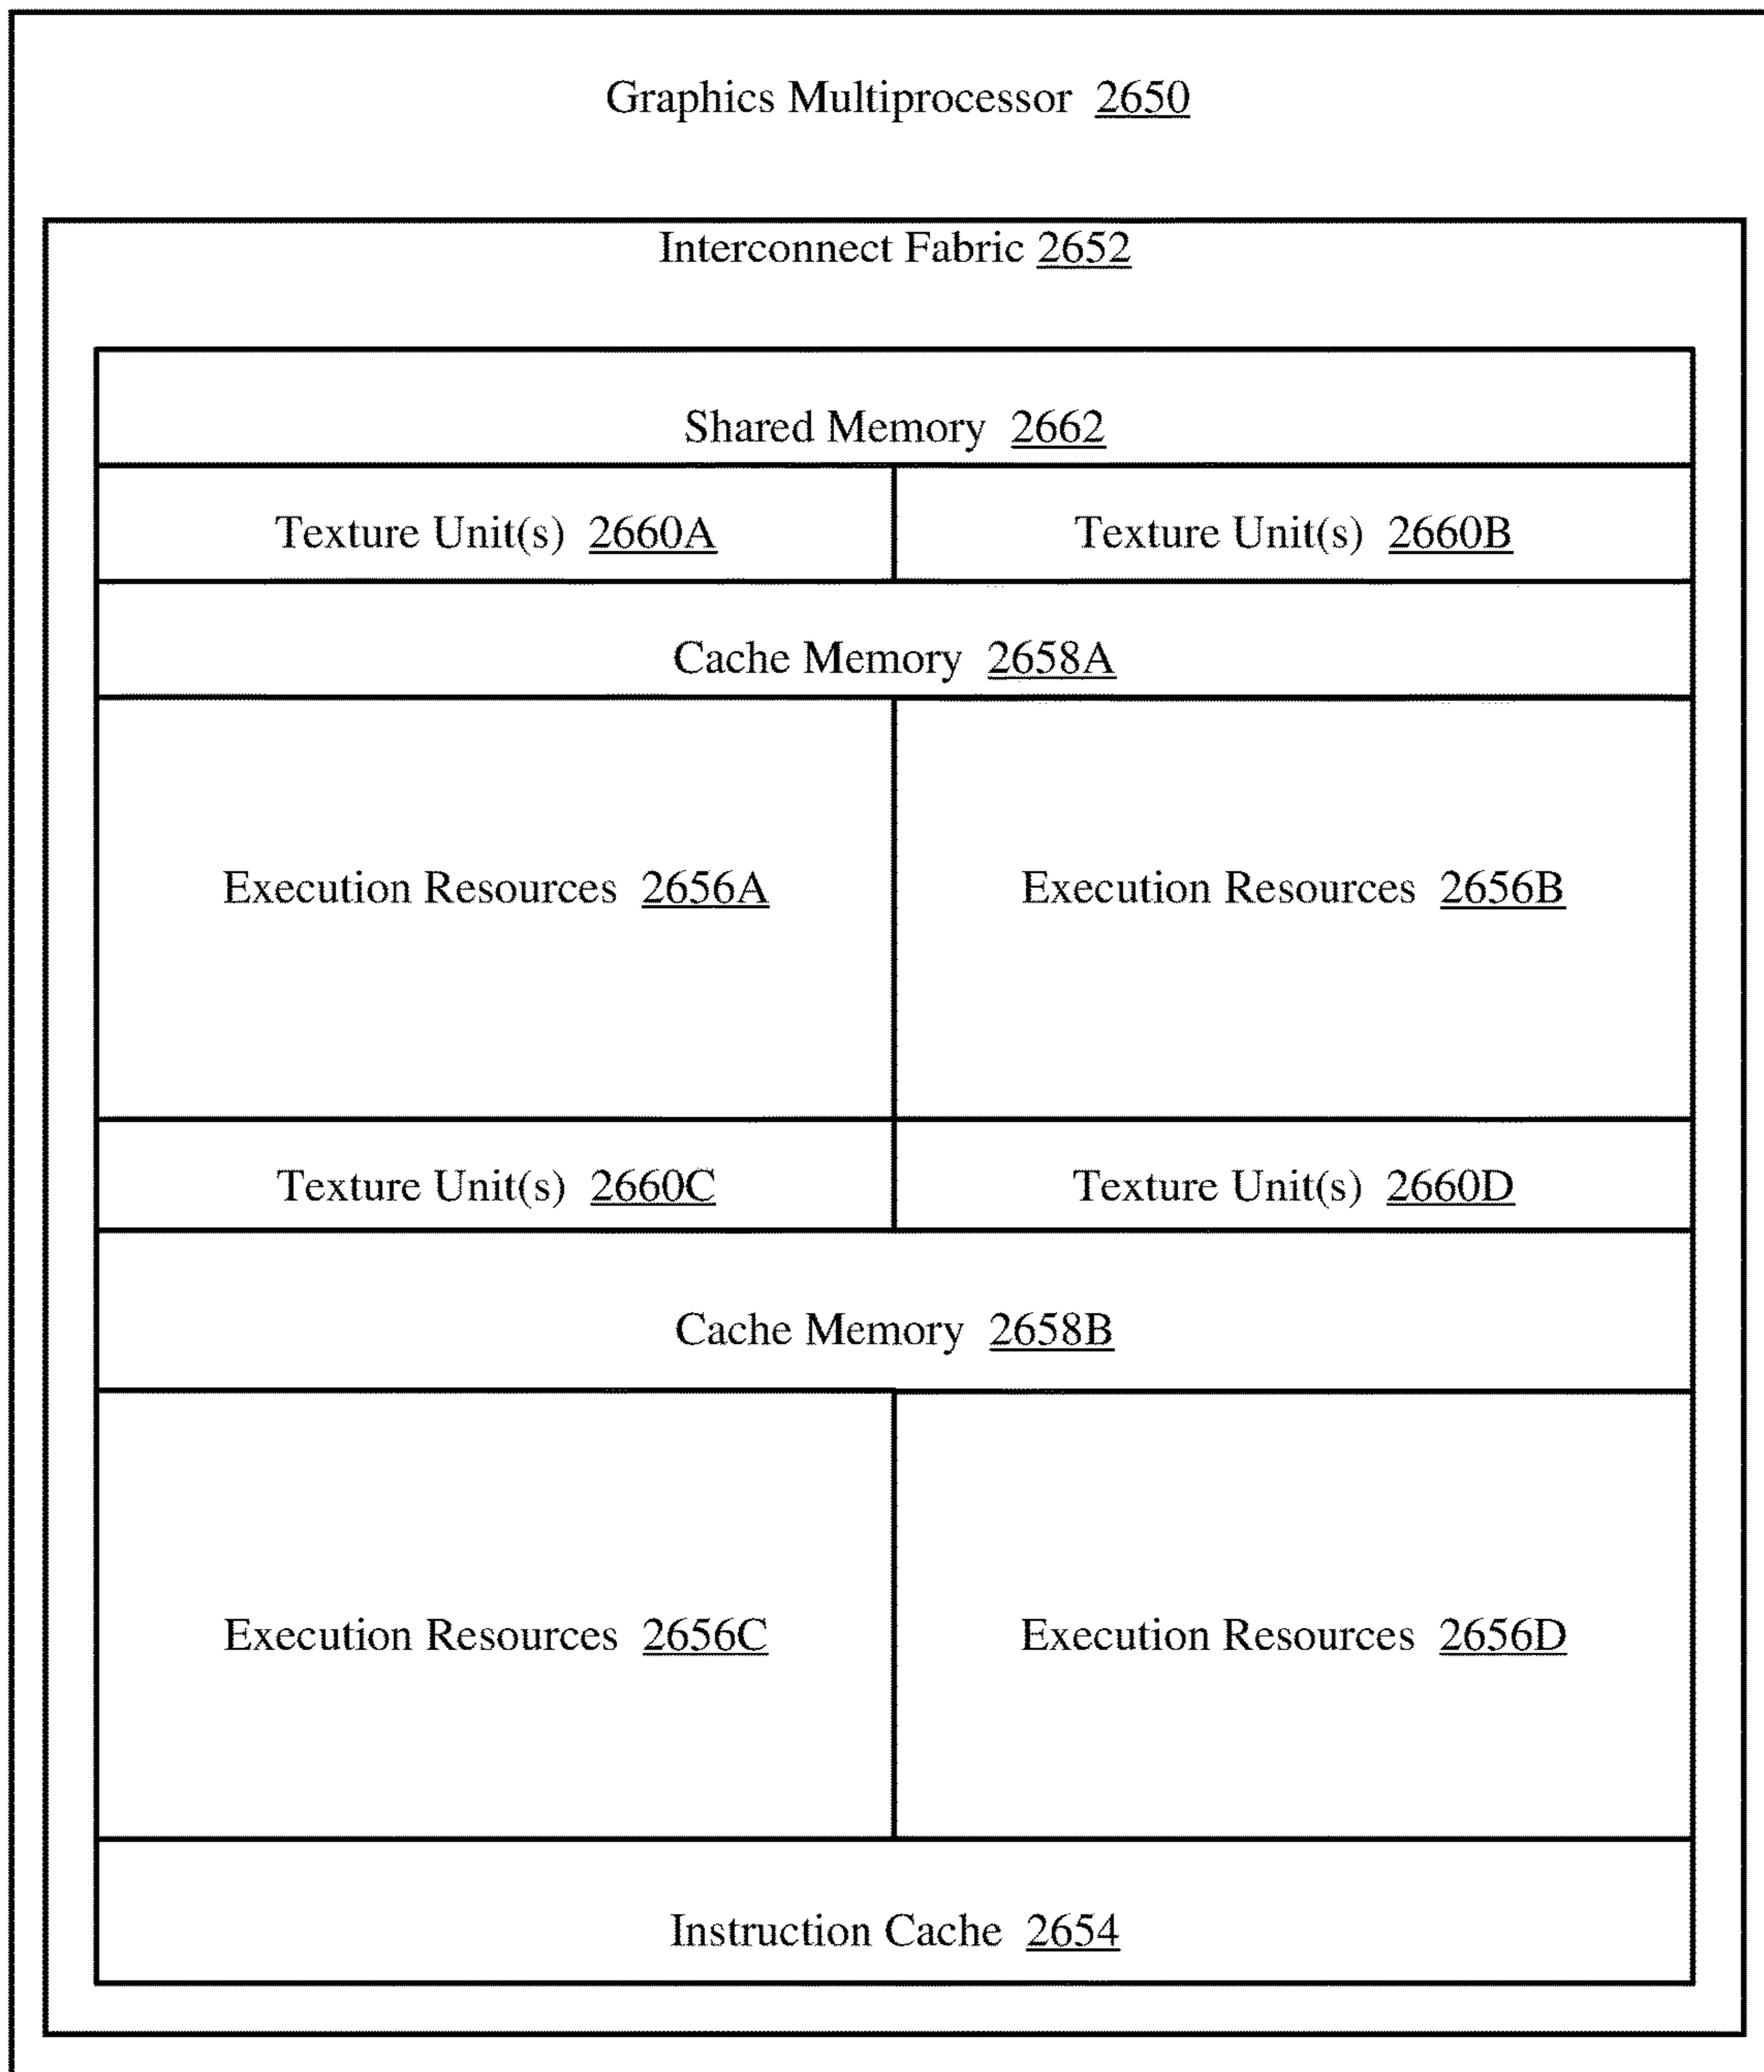 Graphics Multiprocessor 2650
Interconnect Fabric 2652
Shared Memory 2662
Texture Unit(s) 2660A Texture Unit(s) 2660B
Cache Memory 2658A
Execution Resources 2656A Execution Resources 2656B
Texture Unit(s) 2660C Texture Unit(s) 2660D
Cache Memory 2658B
Execution Resources 2656C Execution Resources 2656D
Instruction Cache 2654